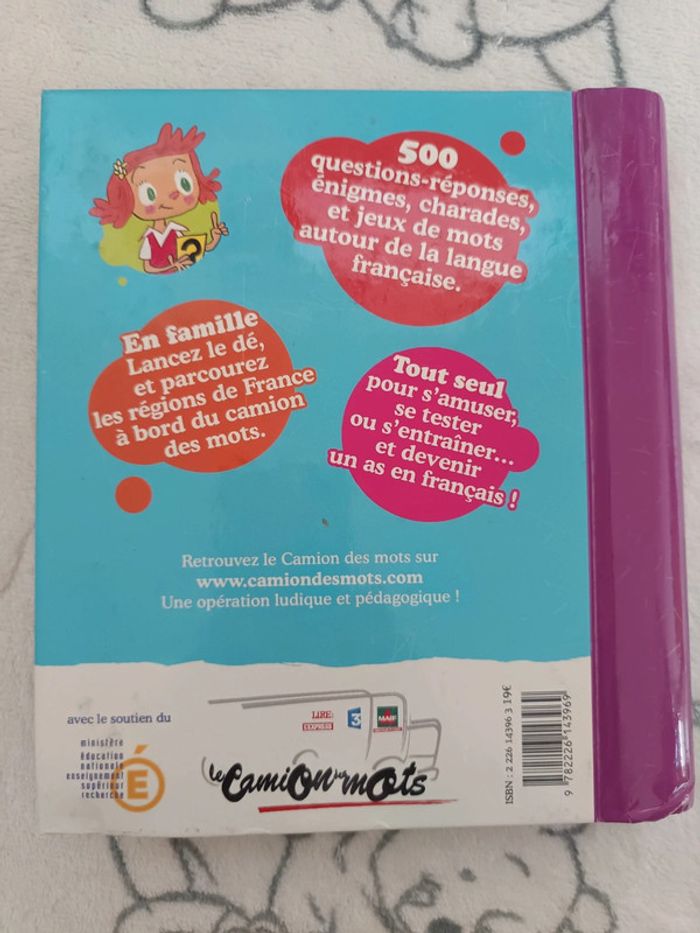 500
questions-réponses,
énigmes, charades,
et jeux de mots
autour de la langue
française.
En famille
Lancez le dé,
et parcourez
les régions de France
à bord du camion
des mots.
Tout seul
pour s'amuser,
se tester
ou s'entraîner...
et devenir
un as en français !
Retrouvez le Camion des mots sur
www.camiondesmots.com
Une opération ludique et pédagogique !
avec le soutien du
ministère
éducation
nationale
enseignement
supérieur
recherche
É
LIRE
L'EXPRESS
3
MAIF
Le Camion des mots
ISBN : 2 226 14396 3 19€
9 782226 143969
?